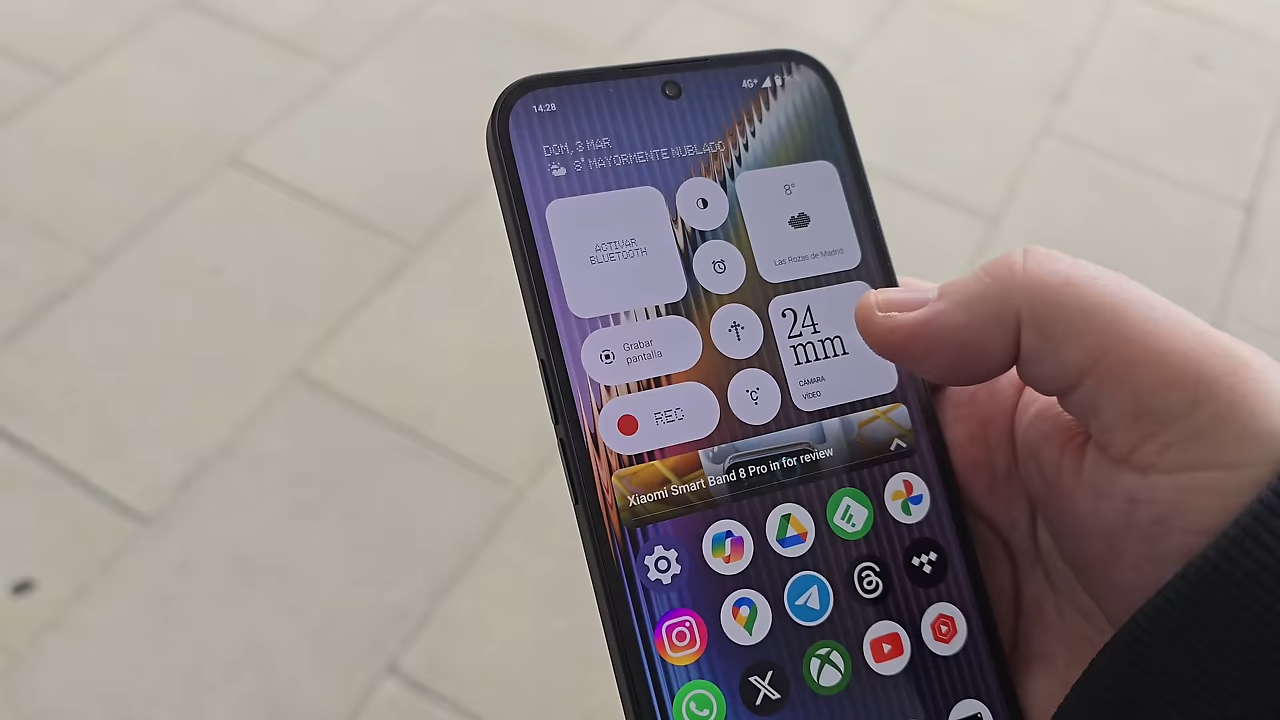 14:28
4G+
DOM, 3 MAR
8° MAYORMENTE NUBLADO
ACTIVAR
BLUETOOTH
8°
Las Rozas de Madrid
Grabar
pantalla
24
mm
CÁMARA
VÍDEO
REC
°C
Xiaomi Smart Band 8 Pro in for review